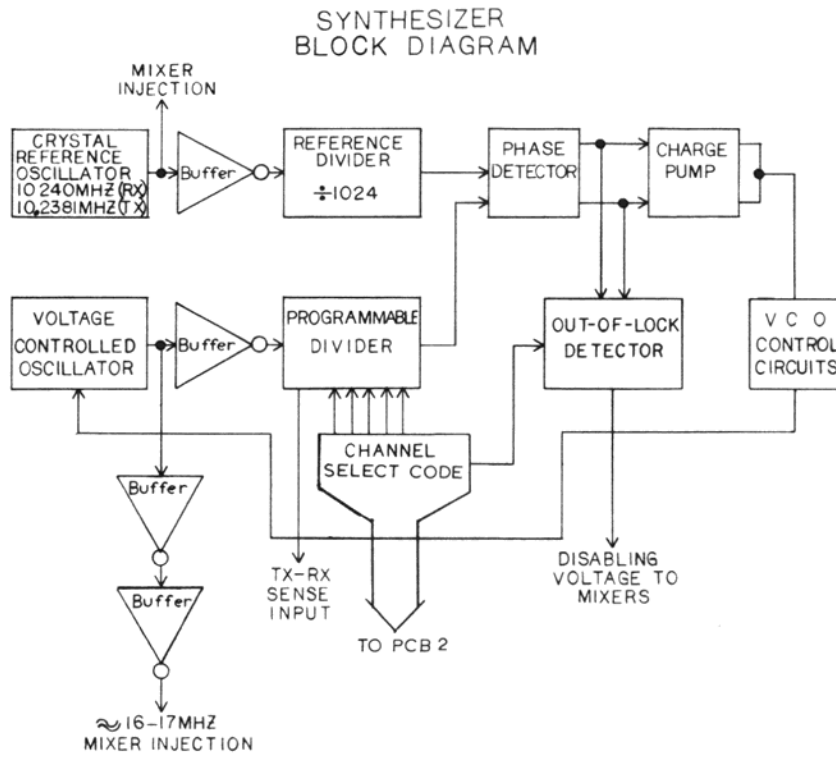 SYNTHESIZER
BLOCK DIAGRAM
MIXER
INJECTION
CRYSTAL
REFERENCE
OSCILLATOR
10240MHZ(RX)
10,2381MHZ(TX)
Buffer
REFERENCE
DIVIDER
÷1024
PHASE
DETECTOR
CHARGE
PUMP
VOLTAGE
CONTROLLED
OSCILLATOR
Buffer
PROGRAMMABLE
DIVIDER
OUT-OF-LOCK
DETECTOR
V C O
CONTROL
CIRCUITS
CHANNEL
SELECT CODE
Buffer
Buffer
TX-RX
SENSE
INPUT
DISABLING
VOLTAGE TO
MIXERS
TO PCB 2
≈16-17MHZ
MIXER INJECTION